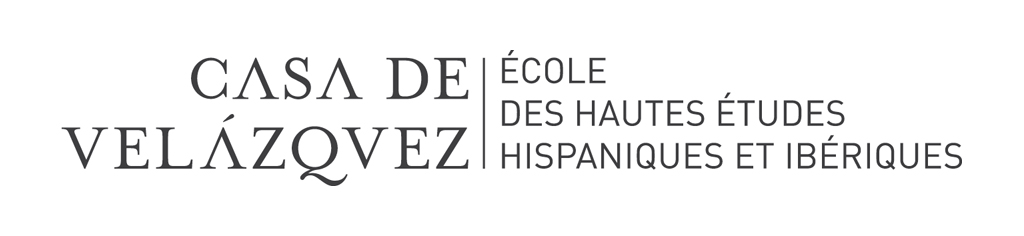 CASA DE
VELÁZQVEZ
ÉCOLE
DES HAUTES ÉTUDES
HISPANIQUES ET IBÉRIQUES